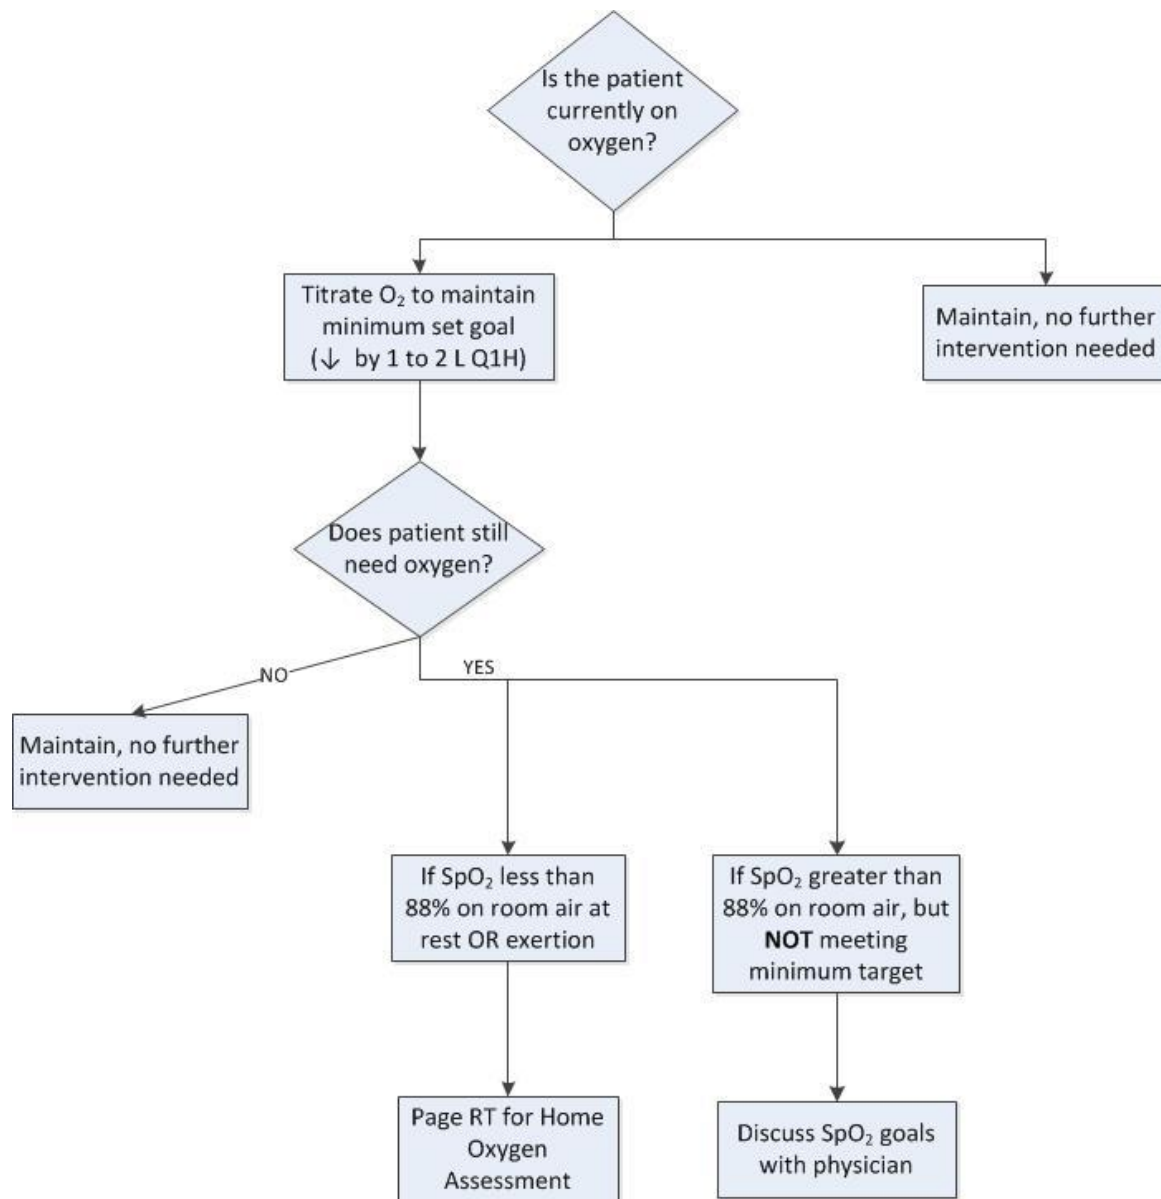 Is the patient
currently on
oxygen?
Titrate O₂ to maintain
minimum set goal
(↓ by 1 to 2 L Q1H)
Maintain, no further
intervention needed
Does patient still
need oxygen?
NO
YES
Maintain, no further
intervention needed
If SpO₂ less than
88% on room air at
rest OR exertion
If SpO₂ greater than
88% on room air, but
NOT meeting
minimum target
Page RT for Home
Oxygen
Assessment
Discuss SpO₂ goals
with physician